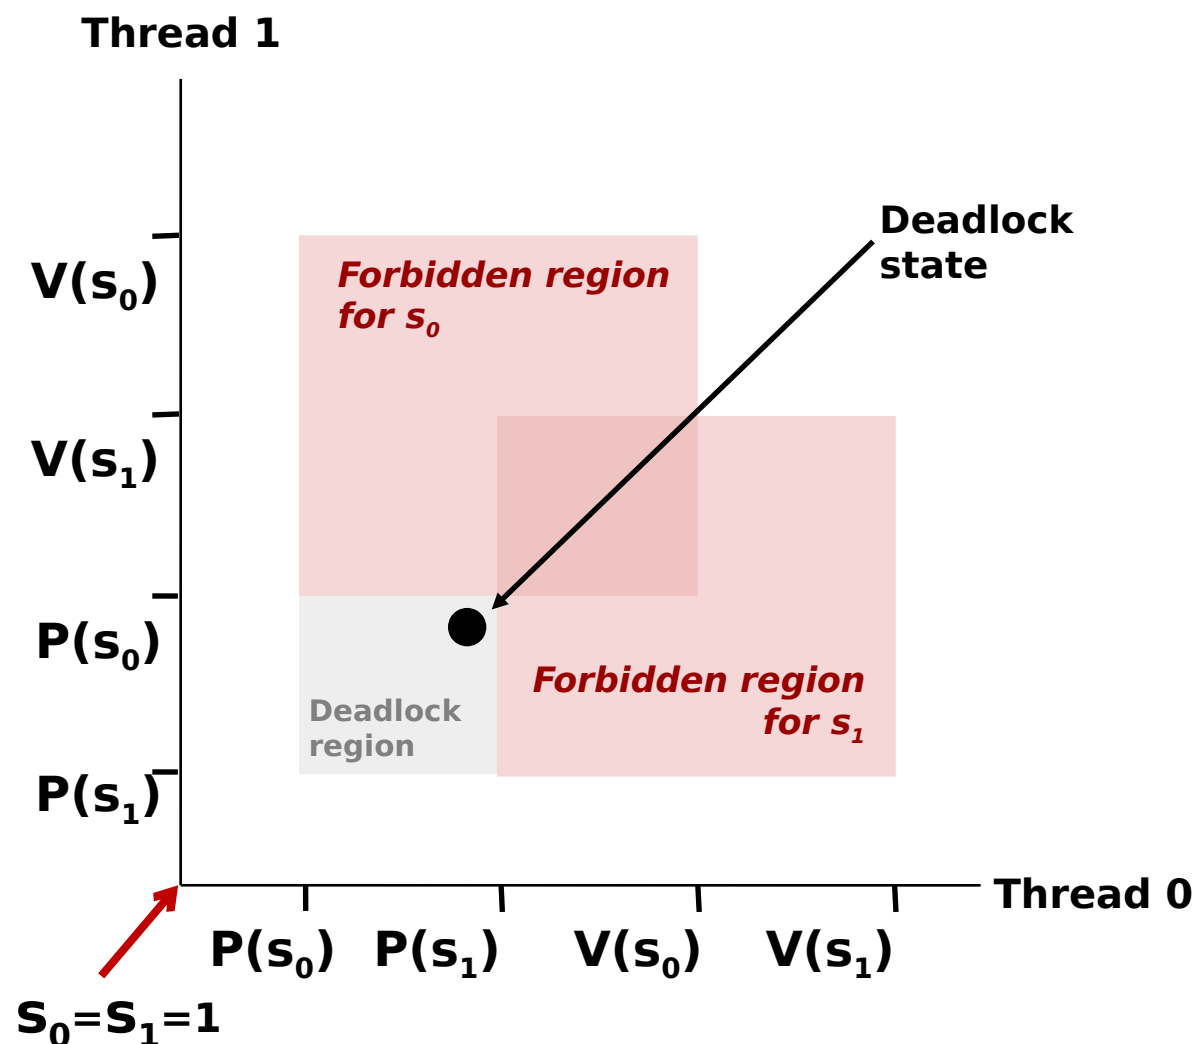 Thread 1
Deadlock
state
Forbidden region
for s₀
V(s₀)
V(s₁)
P(s₀)
Forbidden region
for s₁
Deadlock
region
P(s₁)
Thread 0
P(s₀) P(s₁) V(s₀) V(s₁)
s₀=s₁=1